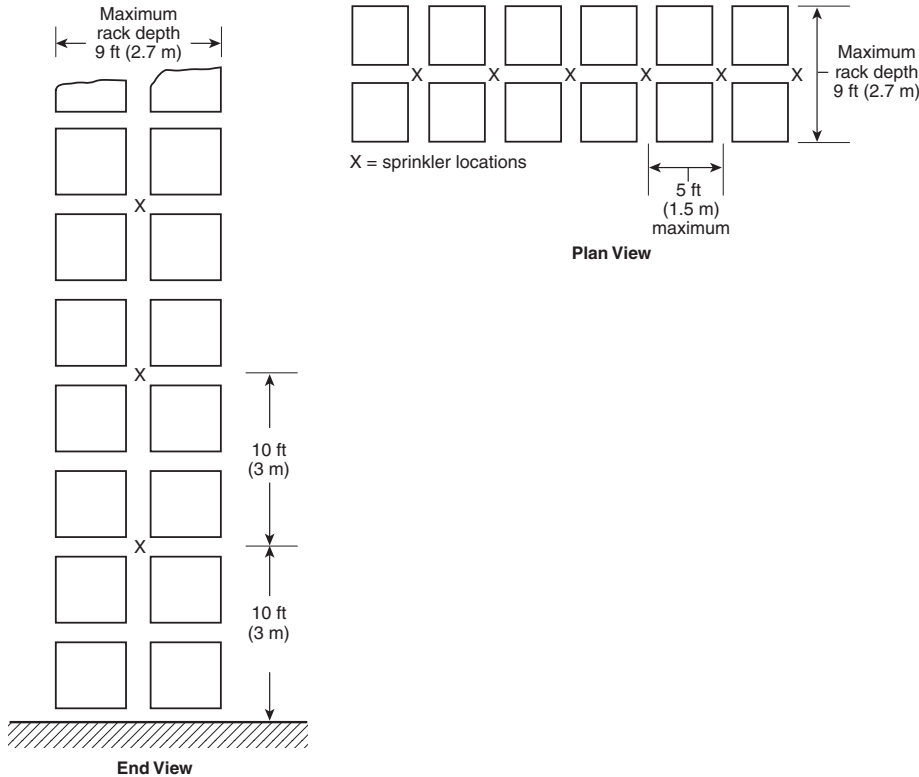 Maximum
rack depth
9 ft (2.7 m)
X
X
X
10 ft
(3 m)
10 ft
(3 m)
End View
X X X X X X
Maximum
rack depth
9 ft (2.7 m)
X = sprinkler locations
5 ft
(1.5 m)
maximum
Plan View